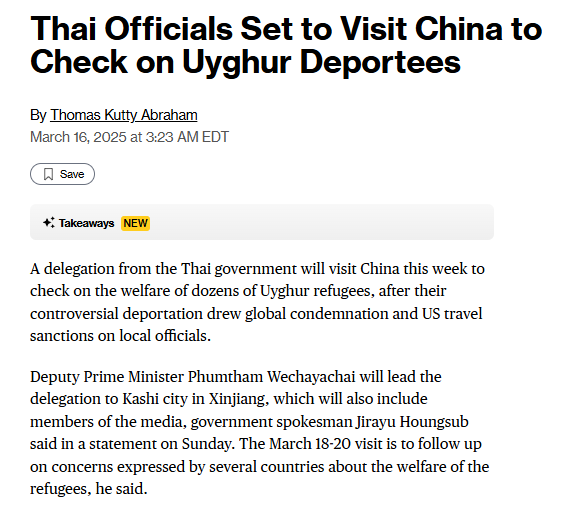 Thai Officials Set to Visit China to
Check on Uyghur Deportees
By Thomas Kutty Abraham
March 16, 2025 at 3:23 AM EDT
Save
Takeaways NEW
A delegation from the Thai government will visit China this week to
check on the welfare of dozens of Uyghur refugees, after their
controversial deportation drew global condemnation and US travel
sanctions on local officials.
Deputy Prime Minister Phumtham Wechayachai will lead the
delegation to Kashi city in Xinjiang, which will also include
members of the media, government spokesman Jirayu Houngsub
said in a statement on Sunday. The March 18-20 visit is to follow up
on concerns expressed by several countries about the welfare of the
refugees, he said.